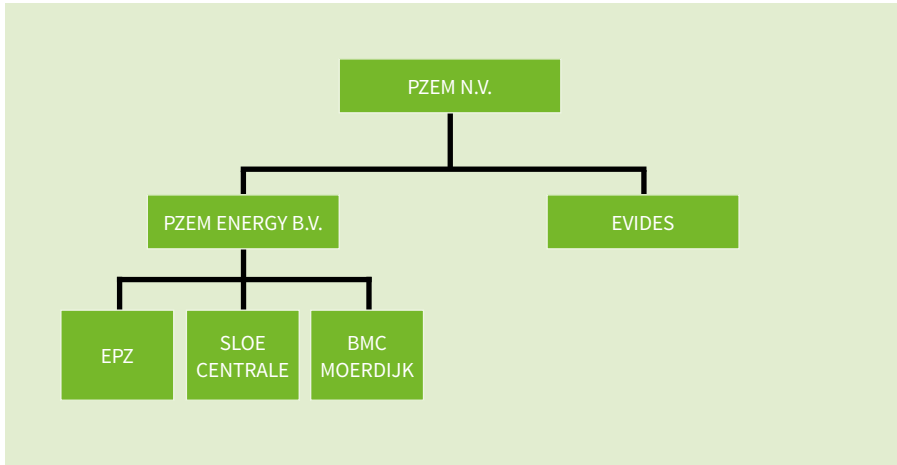 PZEM N.V.
PZEM ENERGY B.V.
EVIDES
EPZ
SLOE
CENTRALE
BMC
MOERDIJK